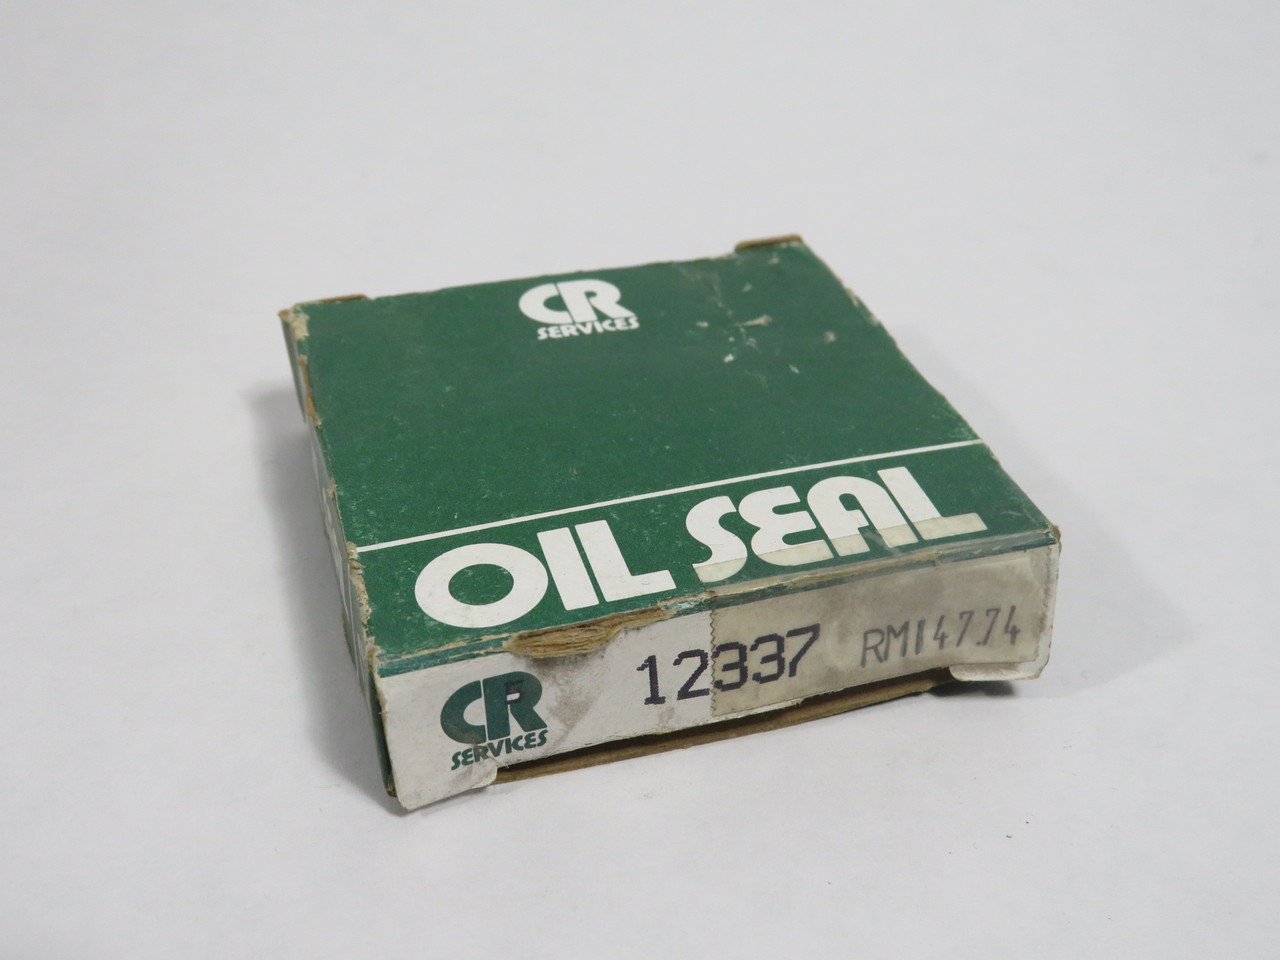 CR
SERVICES
OIL SEAL
CR
SERVICES
12337 RM14774